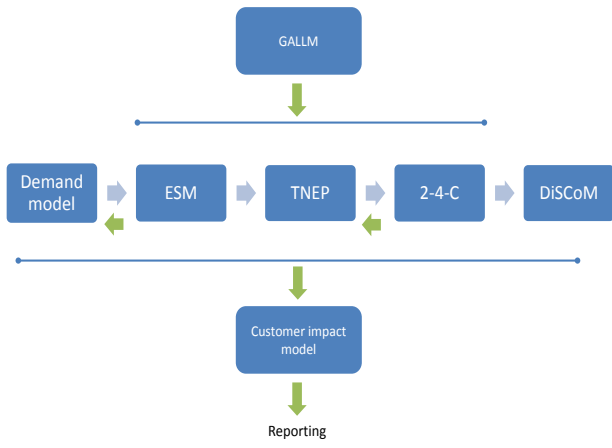 GALLM
Demand
model
ESM
TNEP
2-4-C
DiSCoM
Customer impact
model
Reporting